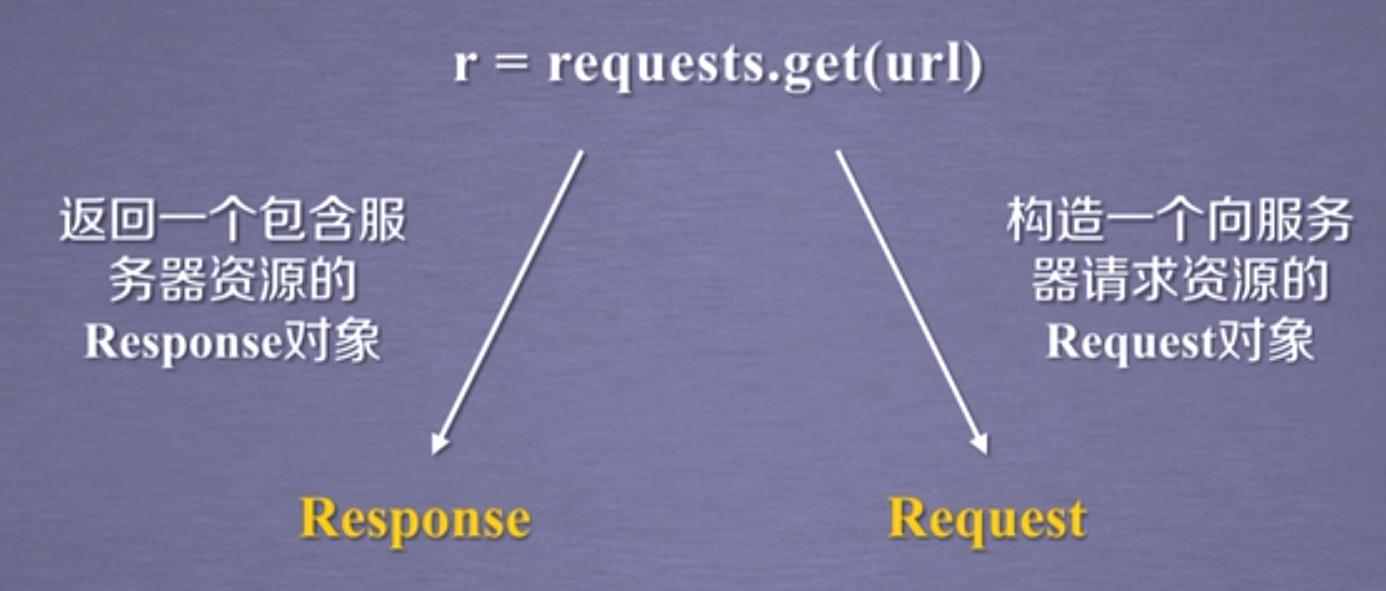 r = requests.get(url)
返回一个包含服
务器资源的
Response对象
构造一个向服务
器请求资源的
Request对象
Response
Request